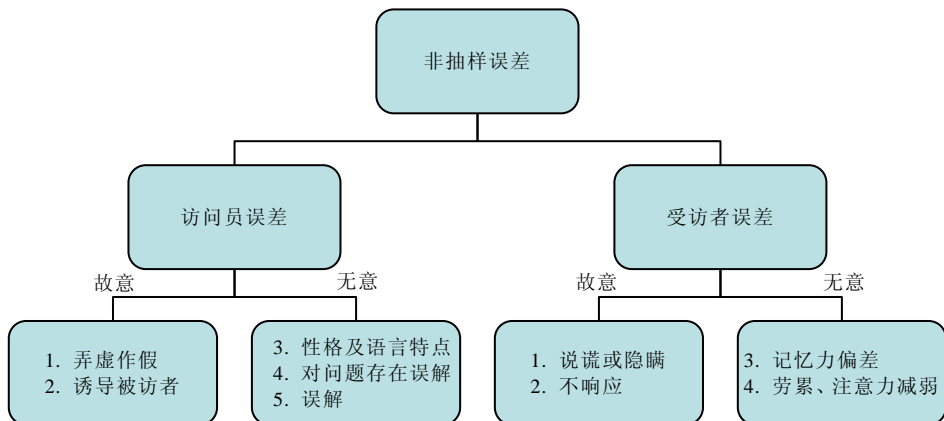 非抽样误差
访问员误差
受访者误差
故意
无意
故意
无意
1. 弄虚作假
2. 诱导被访者
3. 性格及语言特点
4. 对问题存在误解
5. 误解
1. 说谎或隐瞒
2. 不响应
3. 记忆力偏差
4. 劳累、注意力减弱